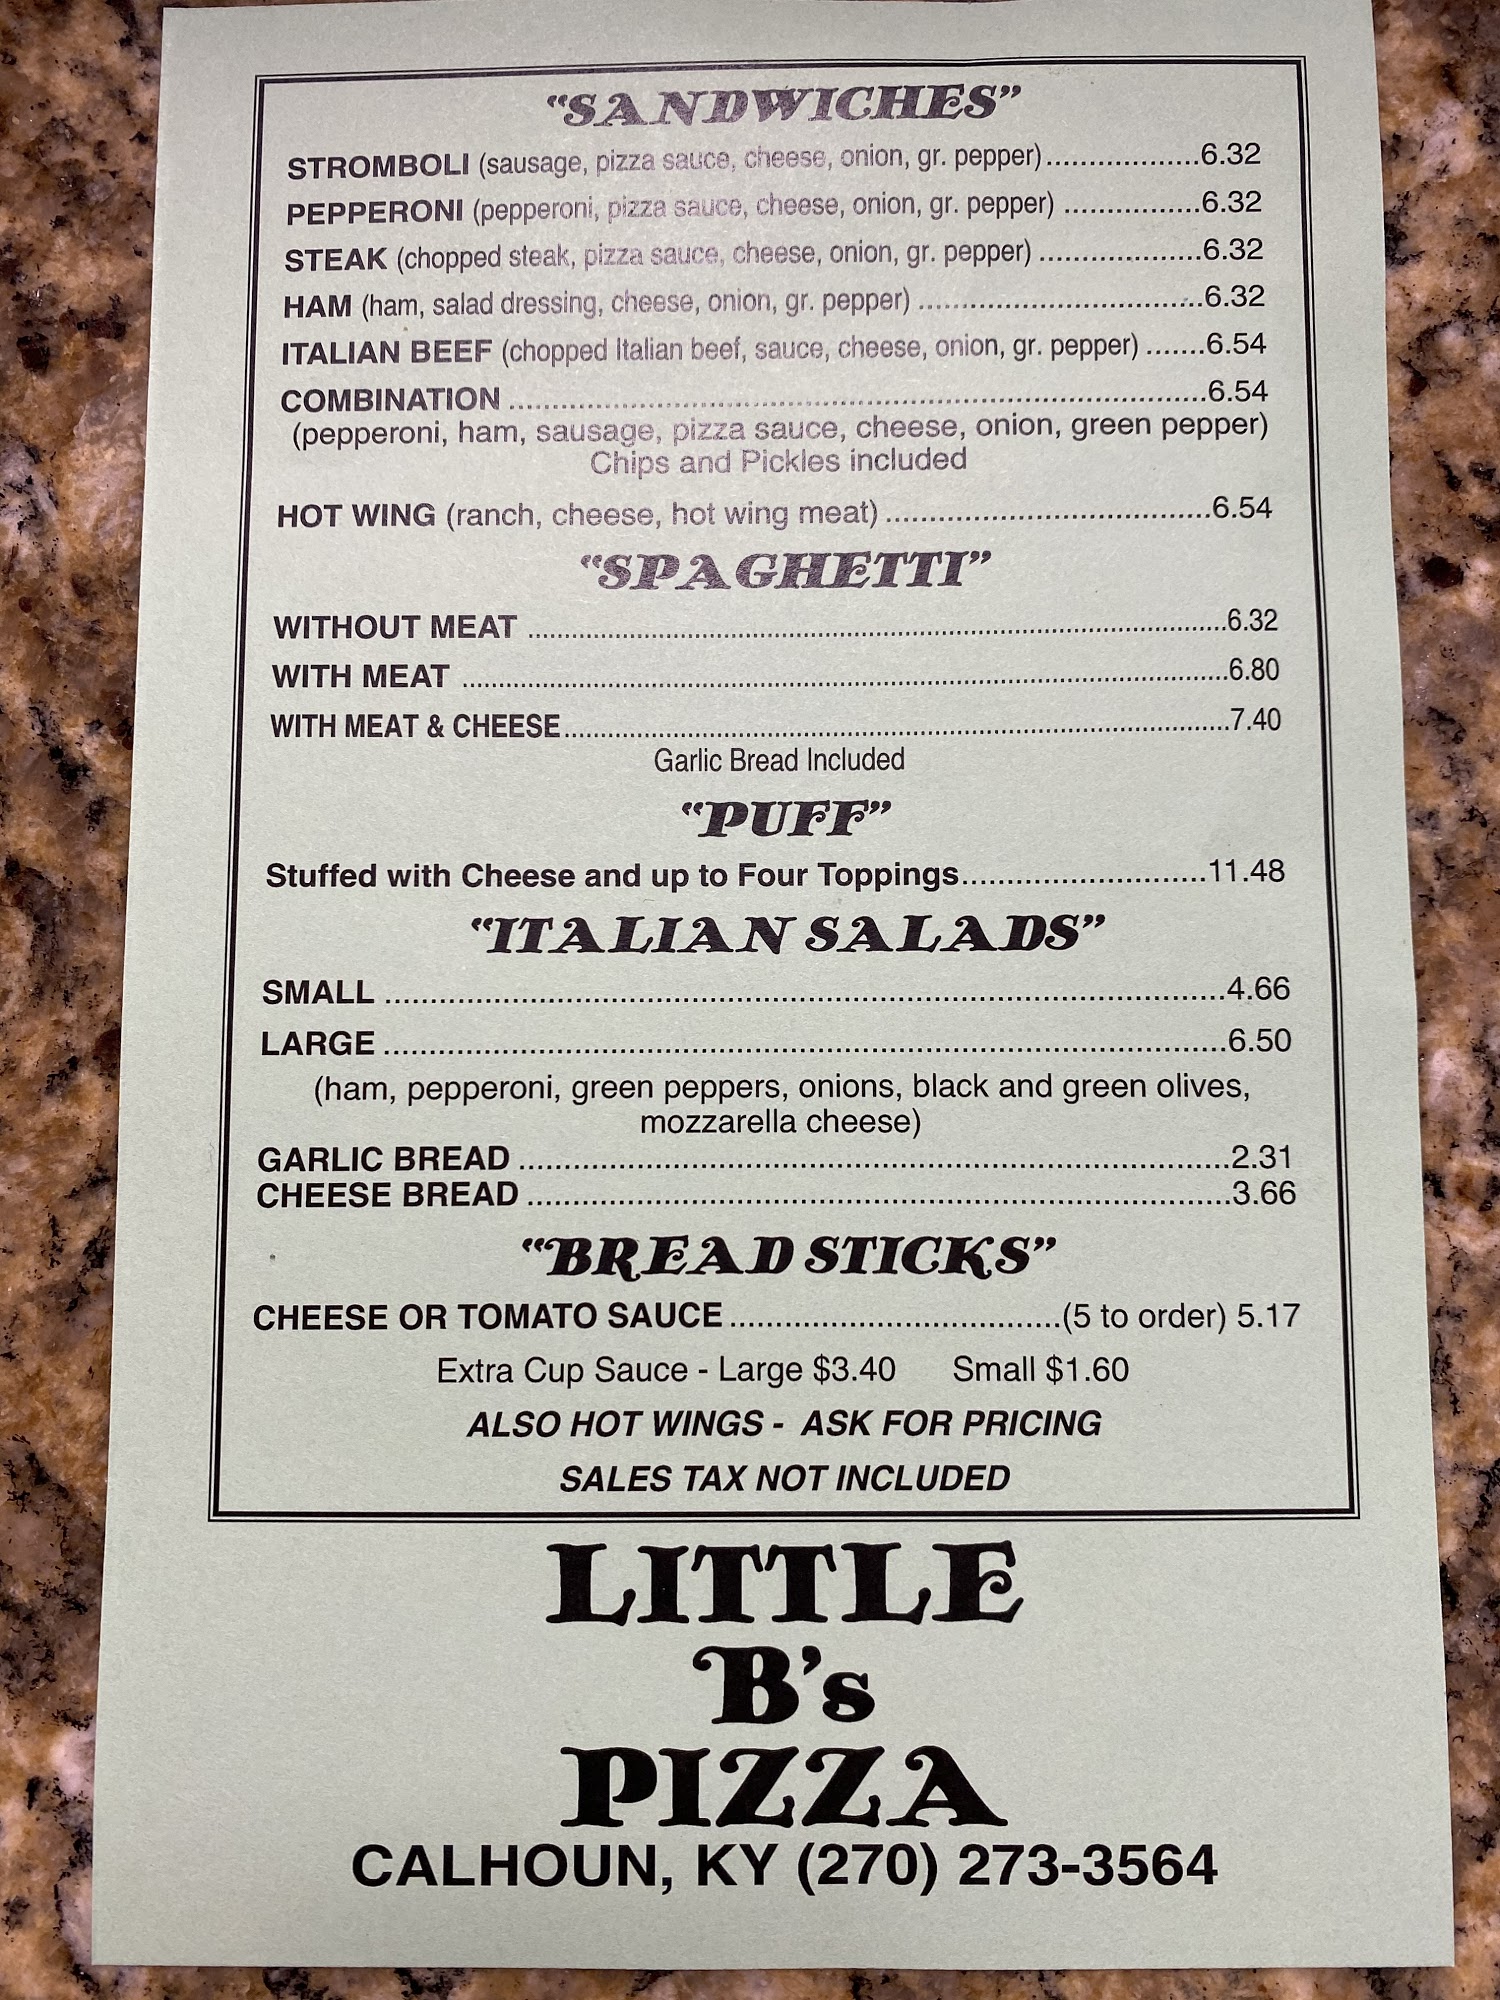 "SANDWICHES"
STROMBOLI (sausage, pizza sauce, cheese, onion, gr. pepper)..................6.32
PEPPERONI (pepperoni, pizza sauce, cheese, onion, gr. pepper) ................6.32
STEAK (chopped steak, pizza sauce, cheese, onion, gr. pepper) ...................6.32
HAM (ham, salad dressing, cheese, onion, gr. pepper) .................................6.32
ITALIAN BEEF (chopped Italian beef, sauce, cheese, onion, gr. pepper) .......6.54
COMBINATION ................................................................................6.54
(pepperoni, ham, sausage, pizza sauce, cheese, onion, green pepper)
Chips and Pickles included
HOT WING (ranch, cheese, hot wing meat) ....................................6.54
"SPAGHETTI"
WITHOUT MEAT ................................................................................6.32
WITH MEAT ................................................................................6.80
WITH MEAT & CHEESE................................................................................7.40
Garlic Bread Included
"PUFF"
Stuffed with Cheese and up to Four Toppings...........................11.48
"ITALIAN SALADS"
SMALL ................................................................................4.66
LARGE ................................................................................6.50
(ham, pepperoni, green peppers, onions, black and green olives,
mozzarella cheese)
GARLIC BREAD ................................................................................2.31
CHEESE BREAD ................................................................................3.66
"BREAD STICKS"
CHEESE OR TOMATO SAUCE ....................................(5 to order) 5.17
Extra Cup Sauce - Large $3.40 Small $1.60
ALSO HOT WINGS - ASK FOR PRICING
SALES TAX NOT INCLUDED
LITTLE
B's
PIZZA
CALHOUN, KY (270) 273-3564